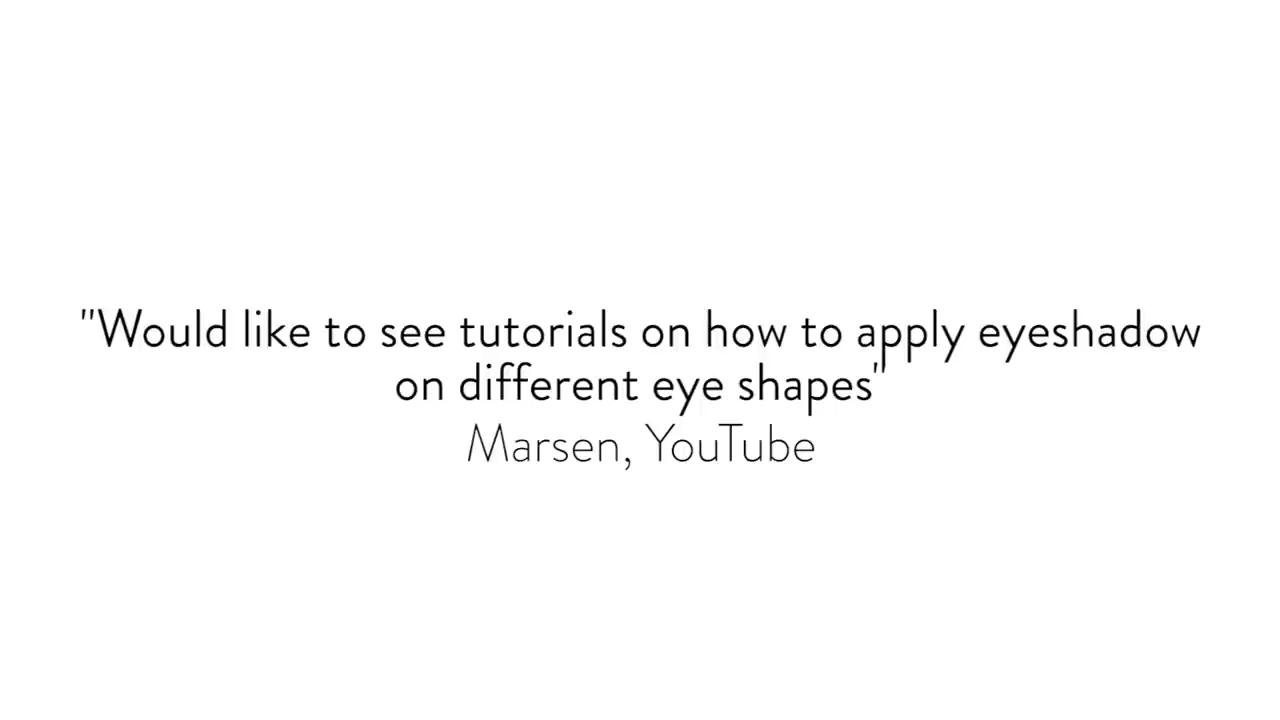 "Would like to see tutorials on how to apply eyeshadow
on different eye shapes"
Marsen, YouTube